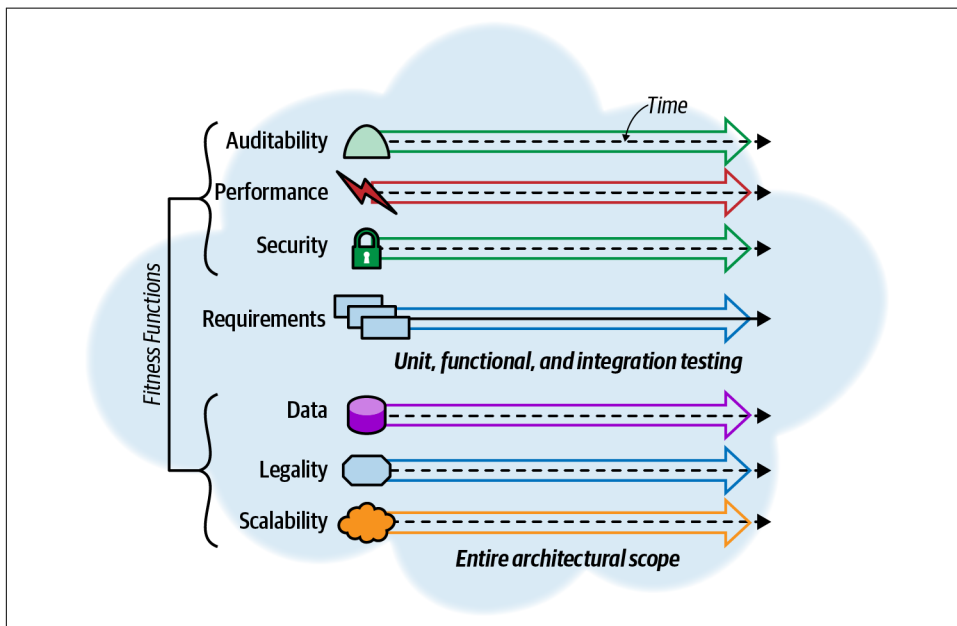 Time
Auditability
Performance
Security
Fitness Functions
Requirements
Unit, functional, and integration testing
Data
Legality
Scalability
Entire architectural scope